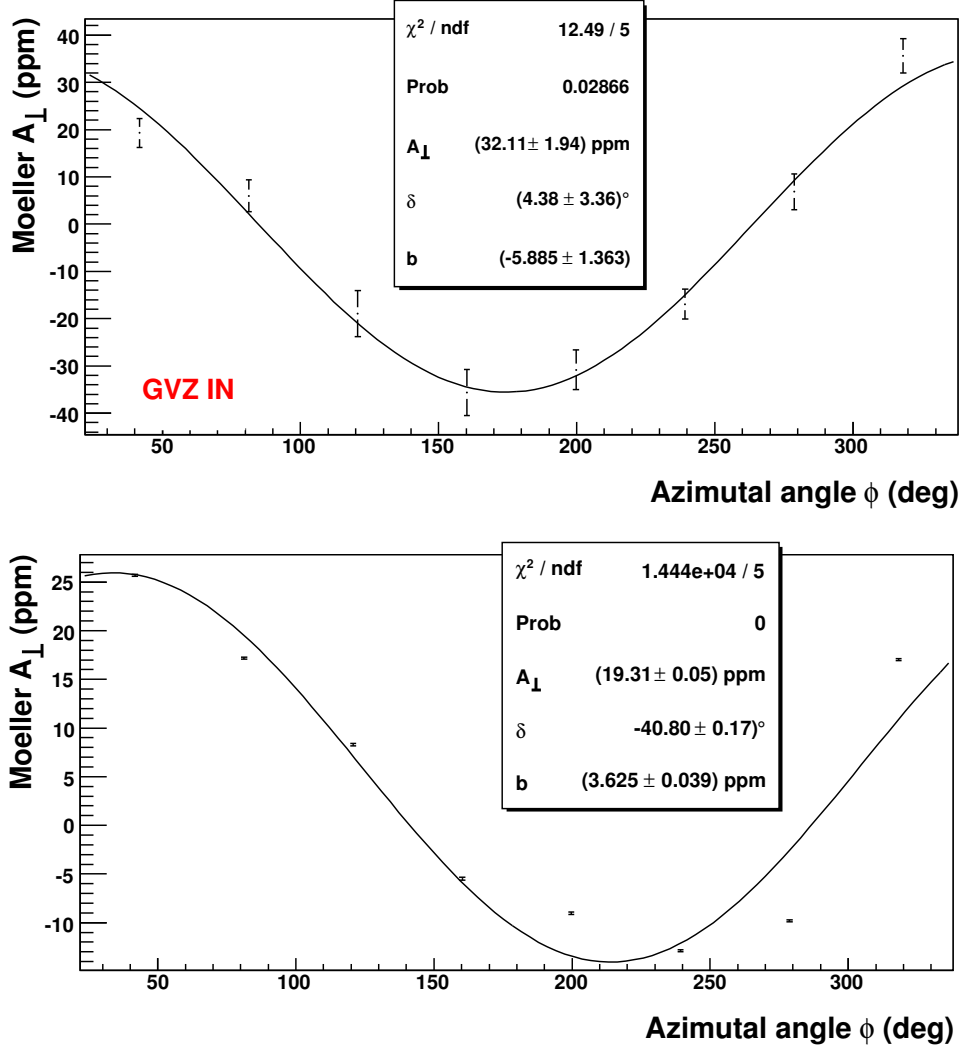 Moeller A⊥ (ppm)
40
30
20
10
0
-10
-20
-30
-40
χ² / ndf 12.49 / 5
Prob 0.02866
A⊥ (32.11± 1.94) ppm
δ (4.38 ± 3.36)°
b (-5.885 ± 1.363)
GVZ IN
50 100 150 200 250 300
Azimutal angle ϕ (deg)
Moeller A⊥ (ppm)
25
20
15
10
5
0
-5
-10
χ² / ndf 1.444e+04 / 5
Prob 0
A⊥ (19.31± 0.05) ppm
δ -40.80 ± 0.17)°
b (3.625 ± 0.039) ppm
50 100 150 200 250 300
Azimutal angle ϕ (deg)